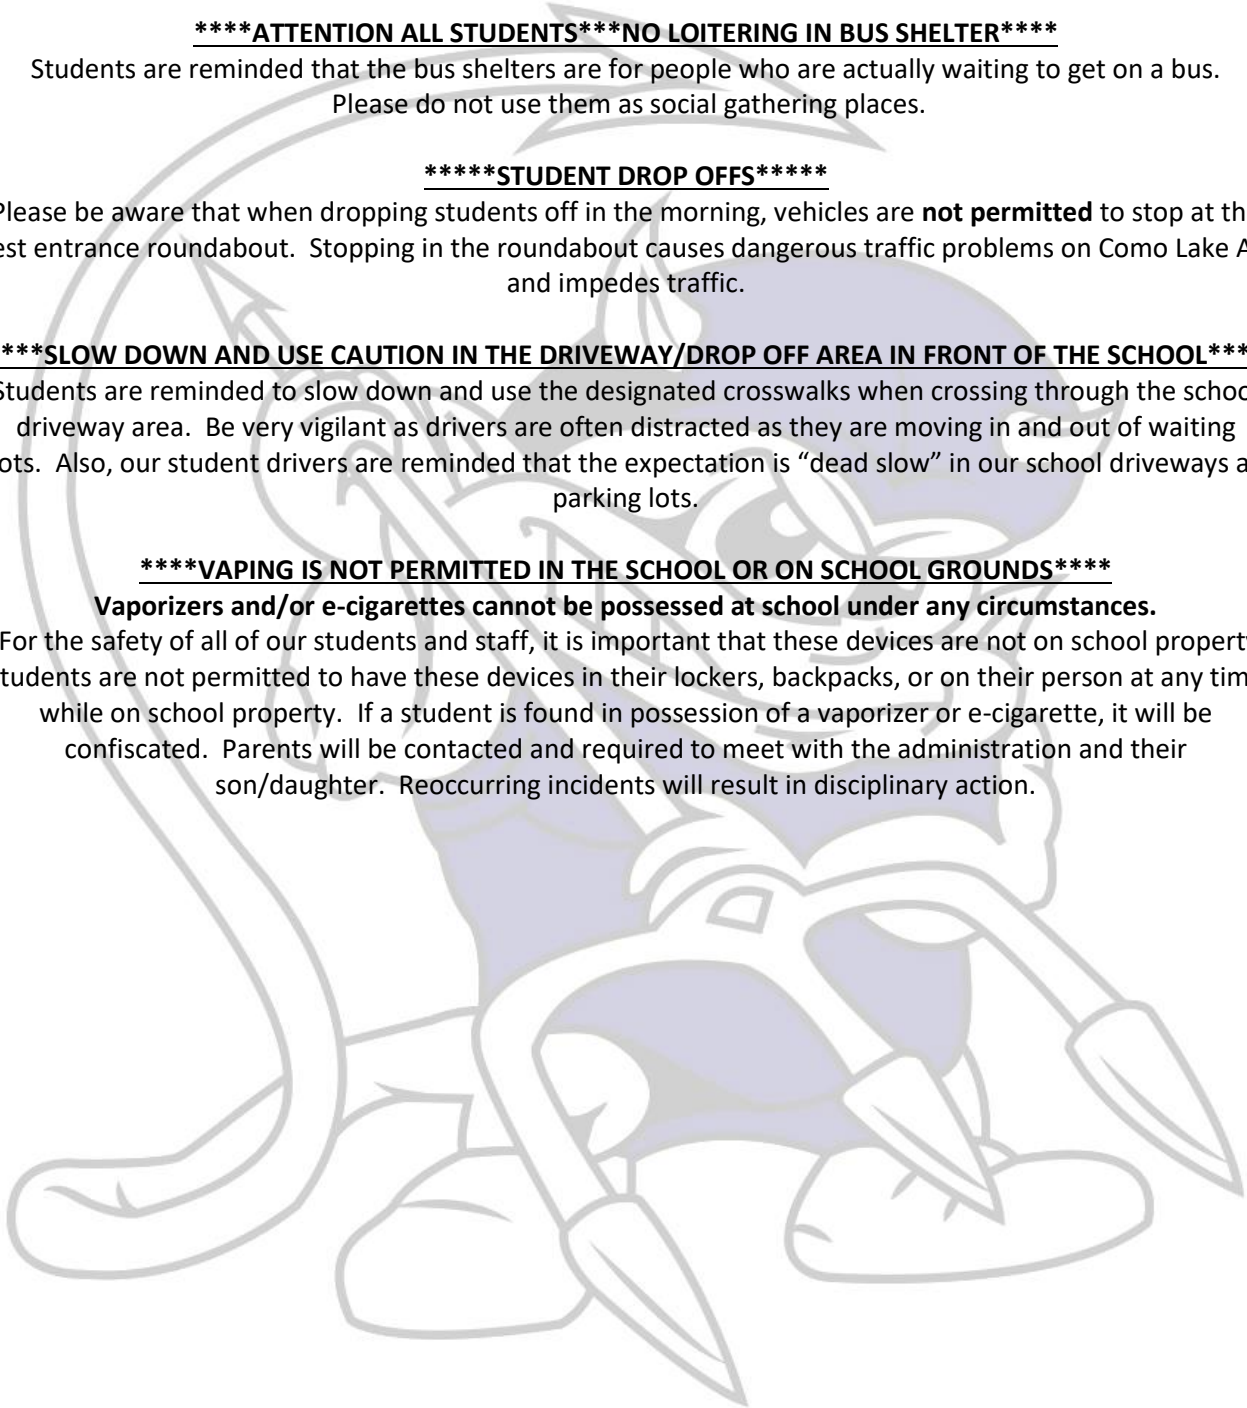 ****ATTENTION ALL STUDENTS***NO LOITERING IN BUS SHELTER****
Students are reminded that the bus shelters are for people who are actually waiting to get on a bus.
Please do not use them as social gathering places.
*****STUDENT DROP OFFS*****
Please be aware that when dropping students off in the morning, vehicles are not permitted to stop at th
est entrance roundabout. Stopping in the roundabout causes dangerous traffic problems on Como Lake A
and impedes traffic.
***SLOW DOWN AND USE CAUTION IN THE DRIVEWAY/DROP OFF AREA IN FRONT OF THE SCHOOL***
Students are reminded to slow down and use the designated crosswalks when crossing through the schoo
driveway area. Be very vigilant as drivers are often distracted as they are moving in and out of waiting
ots. Also, our student drivers are reminded that the expectation is “dead slow” in our school driveways a
parking lots.
****VAPING IS NOT PERMITTED IN THE SCHOOL OR ON SCHOOL GROUNDS****
Vaporizers and/or e-cigarettes cannot be possessed at school under any circumstances.
For the safety of all of our students and staff, it is important that these devices are not on school property
tudents are not permitted to have these devices in their lockers, backpacks, or on their person at any tim
while on school property. If a student is found in possession of a vaporizer or e-cigarette, it will be
confiscated. Parents will be contacted and required to meet with the administration and their
son/daughter. Reoccurring incidents will result in disciplinary action.